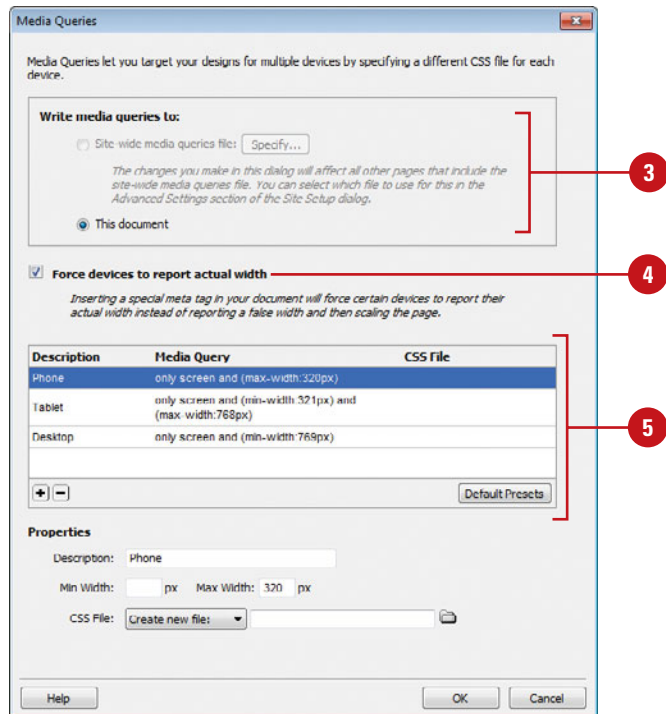 Media Queries
Media Queries let you target your designs for multiple devices by specifying a different CSS file for each
device.
Write media queries to:
Site-wide media queries file: Specify...
The changes you make in this dialog will affect all other pages that include the
site-wide media queries file. You can select which file to use for this in the
Advanced Settings section of the Site Setup dialog.
This document
3
Force devices to report actual width
4
Inserting a special meta tag in your document will force certain devices to report their
actual width instead of reporting a false width and then scaling the page.
Description Media Query CSS File
Phone only screen and (max-width:320px)
Tablet only screen and (min-width:321px) and
(max-width:768px)
Desktop only screen and (min-width:769px)
5
Default Presets
Properties
Description: Phone
Min Width: px Max Width: 320 px
CSS File: Create new file:
Help OK Cancel